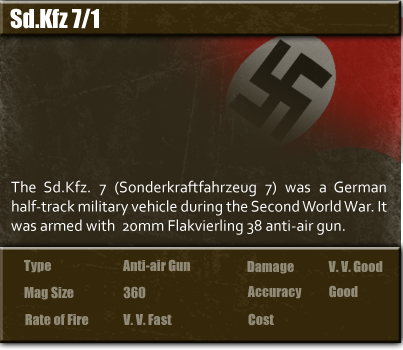 Sd.Kfz 7/1
The Sd.Kfz. 7 (Sonderkraftfahrzeug 7) was a German
half-track military vehicle during the Second World War. It
was armed with 20mm Flakvierling 38 anti-air gun.
Type Anti-air Gun Damage V. V. Good
Mag Size 360 Accuracy Good
Rate of Fire V. V. Fast Cost